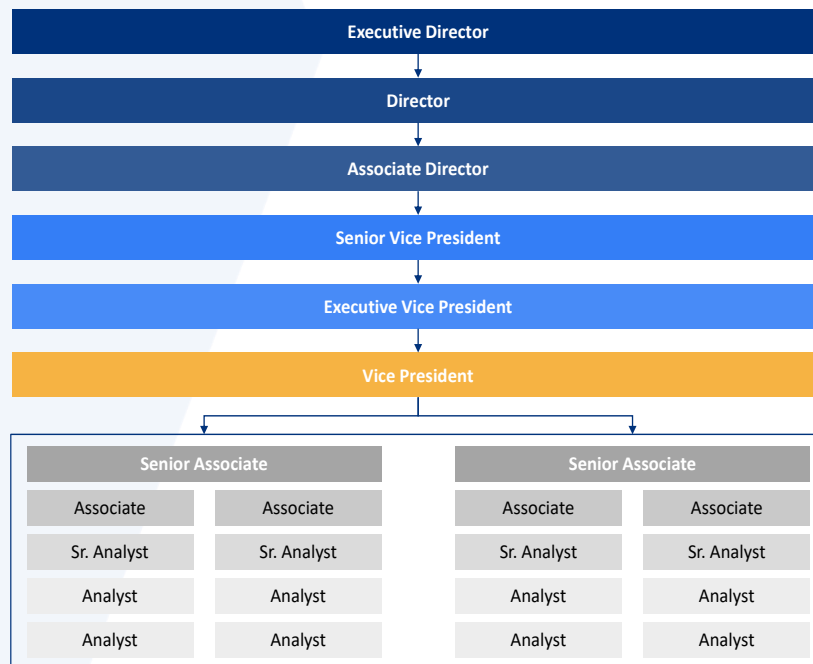 Executive Director
Director
Associate Director
Senior Vice President
Executive Vice President
Vice President
Senior Associate Senior Associate
Associate Associate Associate Associate
Sr. Analyst Sr. Analyst Sr. Analyst Sr. Analyst
Analyst Analyst Analyst Analyst
Analyst Analyst Analyst Analyst